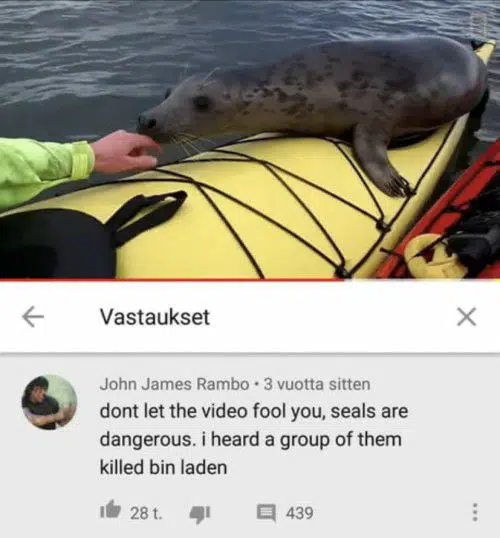 Vastaukset
John James Rambo • 3 vuotta sitten
dont let the video fool you, seals are
dangerous. i heard a group of them
killed bin laden
28 t. 439